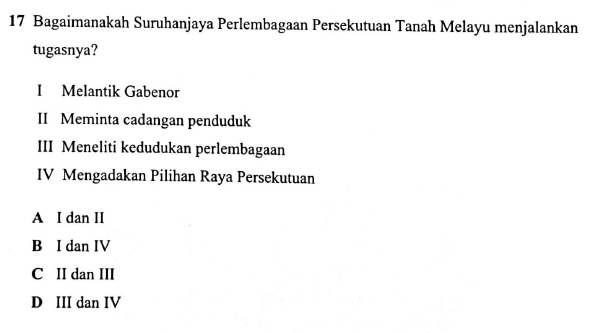 17 Bagaimanakah Suruhanjaya Perlembagaan Persekutuan Tanah Melayu menjalankan
tugasnya?
I Melantik Gabenor
II Meminta cadangan penduduk
III Meneliti kedudukan perlembagaan
IV Mengadakan Pilihan Raya Persekutuan
A I dan II
B I dan IV
C II dan III
D III dan IV